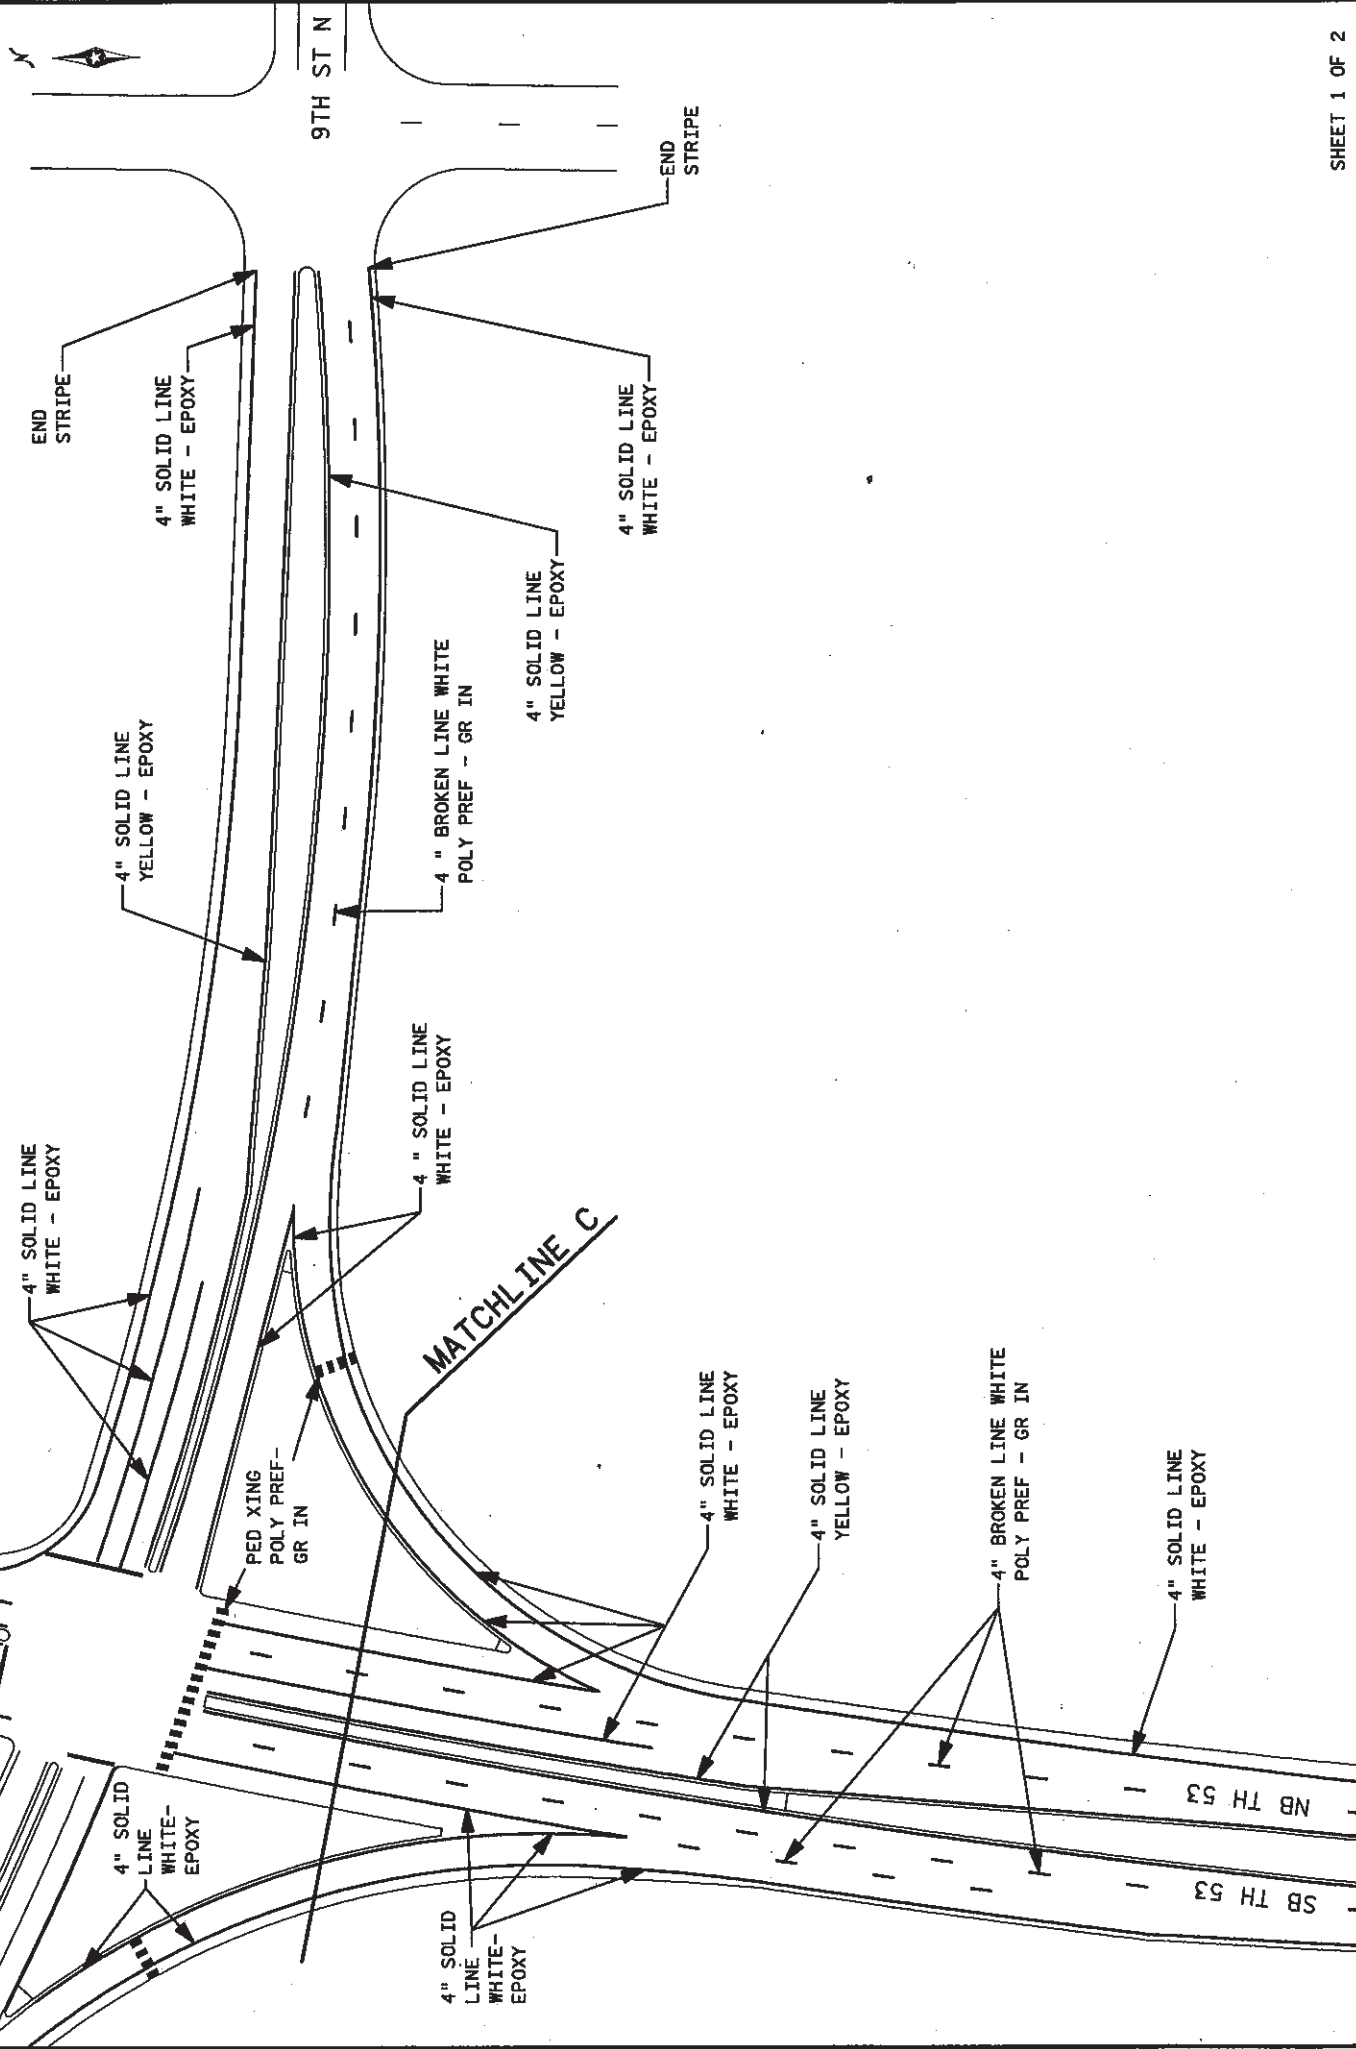 N
9TH ST N
END
STRIPE
END
STRIPE
4" SOLID LINE
WHITE - EPOXY
4" SOLID LINE
WHITE - EPOXY
4" SOLID LINE
YELLOW - EPOXY
4" SOLID LINE
YELLOW - EPOXY
4 " BROKEN LINE WHITE
POLY PREF - GR IN
4" SOLID LINE
WHITE - EPOXY
4 " SOLID LINE
WHITE - EPOXY
MATCHLINE C
PED XING
POLY PREF-
GR IN
4" SOLID LINE
WHITE - EPOXY
4" SOLID LINE
YELLOW - EPOXY
4" BROKEN LINE WHITE
POLY PREF - GR IN
4" SOLID LINE
WHITE - EPOXY
4" SOLID
LINE
WHITE-
EPOXY
4" SOLID
LINE
WHITE-
EPOXY
NB TH 53
SB TH 53
SHEET 1 OF 2